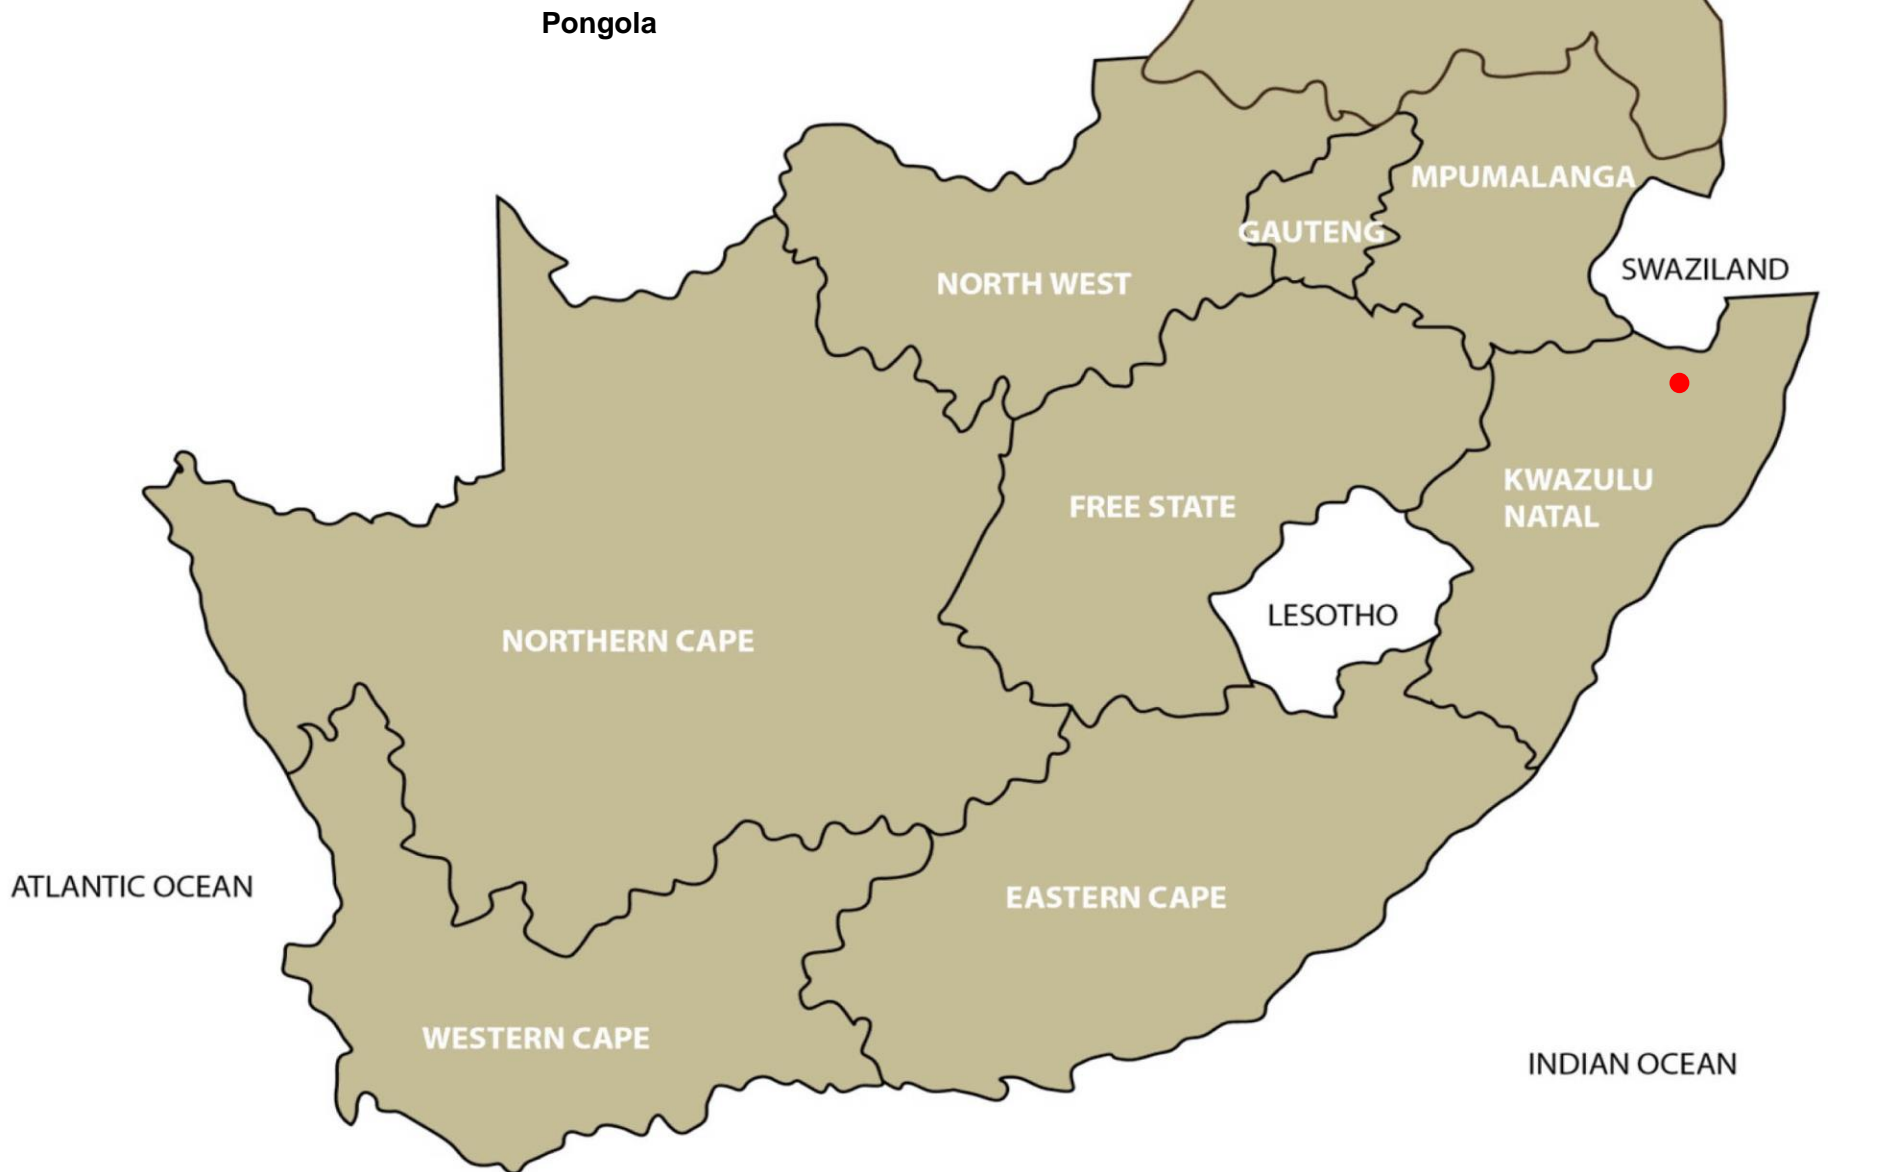 Pongola
MPUMALANGA
GAUTENG
SWAZILAND
NORTH WEST
KWAZULU
NATAL
FREE STATE
LESOTHO
NORTHERN CAPE
ATLANTIC OCEAN
EASTERN CAPE
WESTERN CAPE
INDIAN OCEAN